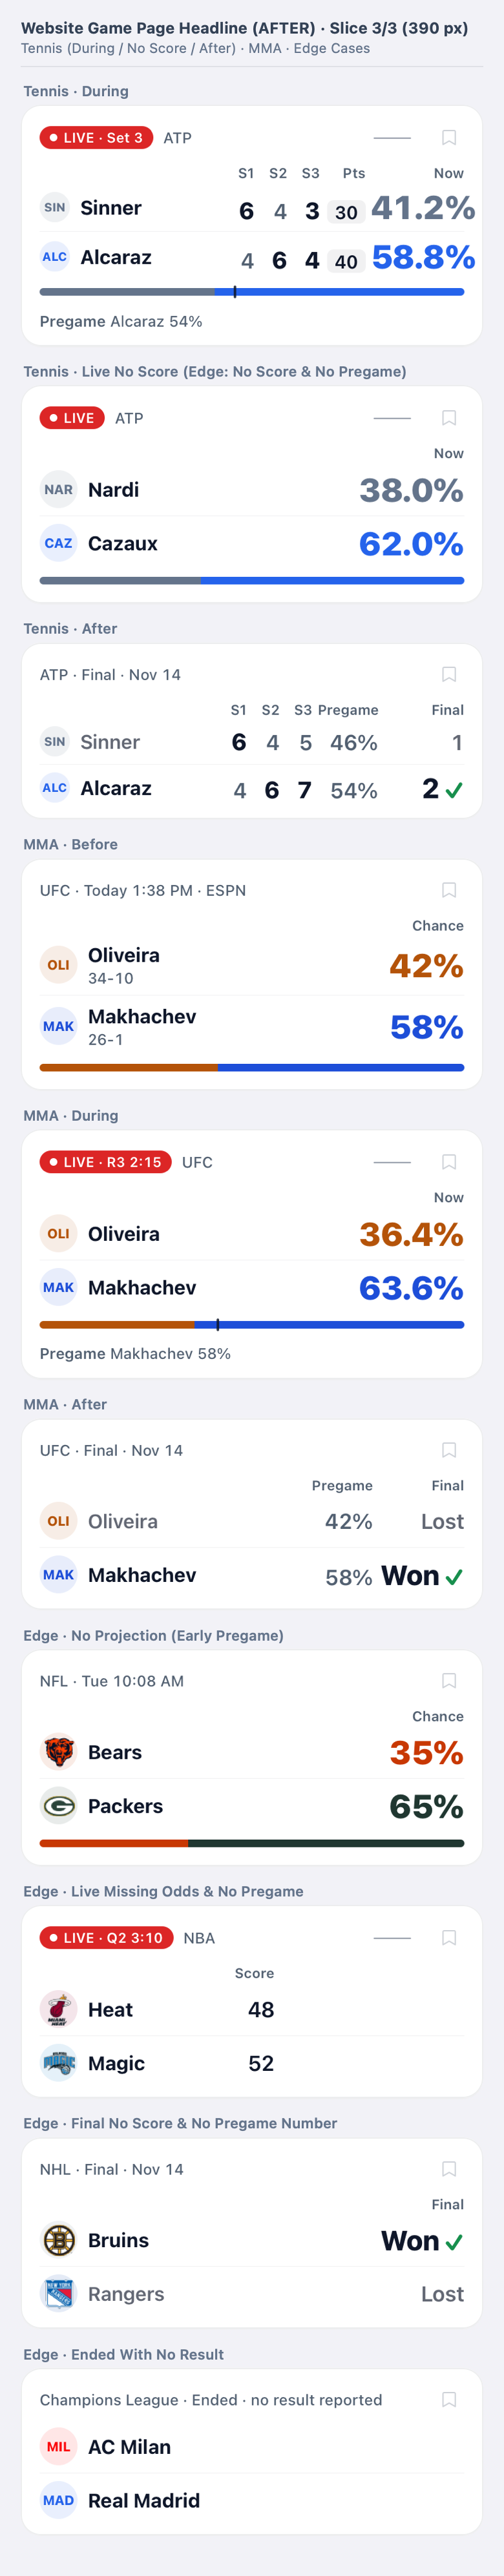 Website Game Page Headline (AFTER) · Slice 3/3 (390 px)
Tennis (During / No Score / After) · MMA · Edge Cases
Tennis · During
LIVE · Set 3 ATP
S1 S2 S3 Pts Now
SIN Sinner 6 4 3 30 41.2%
ALC Alcaraz 4 6 4 40 58.8%
Pregame Alcaraz 54%
Tennis · Live No Score (Edge: No Score & No Pregame)
LIVE ATP
Now
NAR Nardi 38.0%
CAZ Cazaux 62.0%
Tennis · After
ATP · Final · Nov 14
S1 S2 S3 Pregame Final
SIN Sinner 6 4 5 46% 1
ALC Alcaraz 4 6 7 54% 2
MMA · Before
UFC · Today 1:38 PM · ESPN
Chance
OLI Oliveira 42%
34-10
MAK Makhachev 58%
26-1
MMA · During
LIVE · R3 2:15 UFC
Now
OLI Oliveira 36.4%
MAK Makhachev 63.6%
Pregame Makhachev 58%
MMA · After
UFC · Final · Nov 14
Pregame Final
OLI Oliveira 42% Lost
MAK Makhachev 58% Won
Edge · No Projection (Early Pregame)
NFL · Tue 10:08 AM
Chance
Bears 35%
Packers 65%
Edge · Live Missing Odds & No Pregame
LIVE · Q2 3:10 NBA
Score
Heat 48
Magic 52
Edge · Final No Score & No Pregame Number
NHL · Final · Nov 14
Final
Bruins Won
Rangers Lost
Edge · Ended With No Result
Champions League · Ended · no result reported
MIL AC Milan
MAD Real Madrid